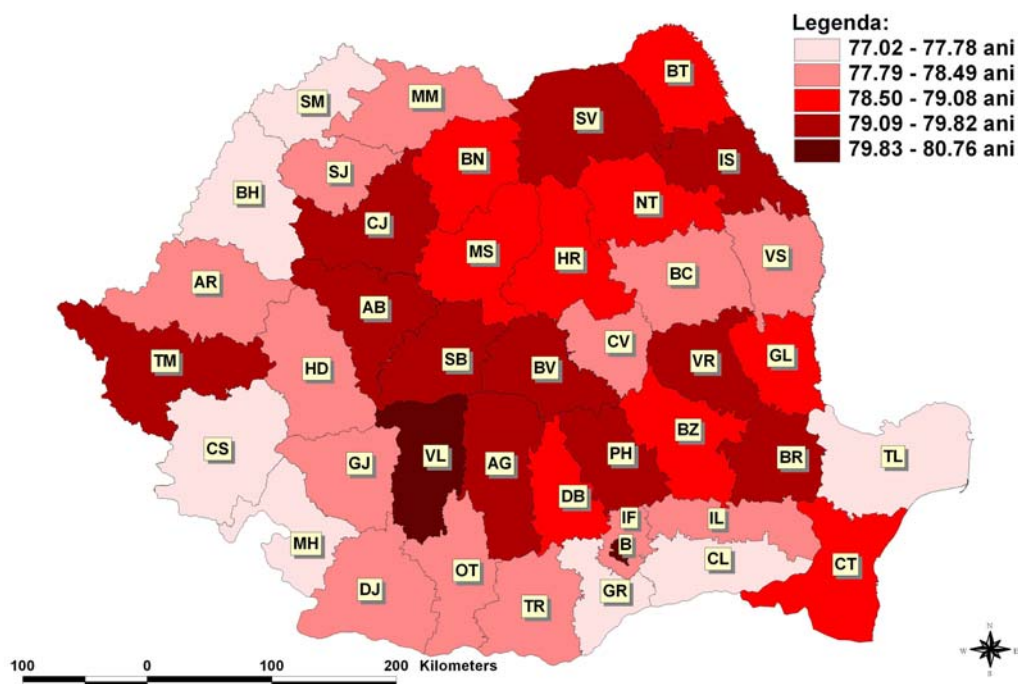 Legenda:
77.02 - 77.78 ani
77.79 - 78.49 ani
78.50 - 79.08 ani
79.09 - 79.82 ani
79.83 - 80.76 ani
BT
SM
MM
SV
BN
IS
SJ
BH
NT
CJ
MS
HR
BC
VS
AR
AB
CV
TM
HD
SB
BV
VR
GL
CS
GJ
VL
AG
PH
BZ
BR
TL
DB
IF
IL
MH
B
CL
CT
DJ
OT
TR
GR
N
W E
S
100 0 100 200 Kilometers